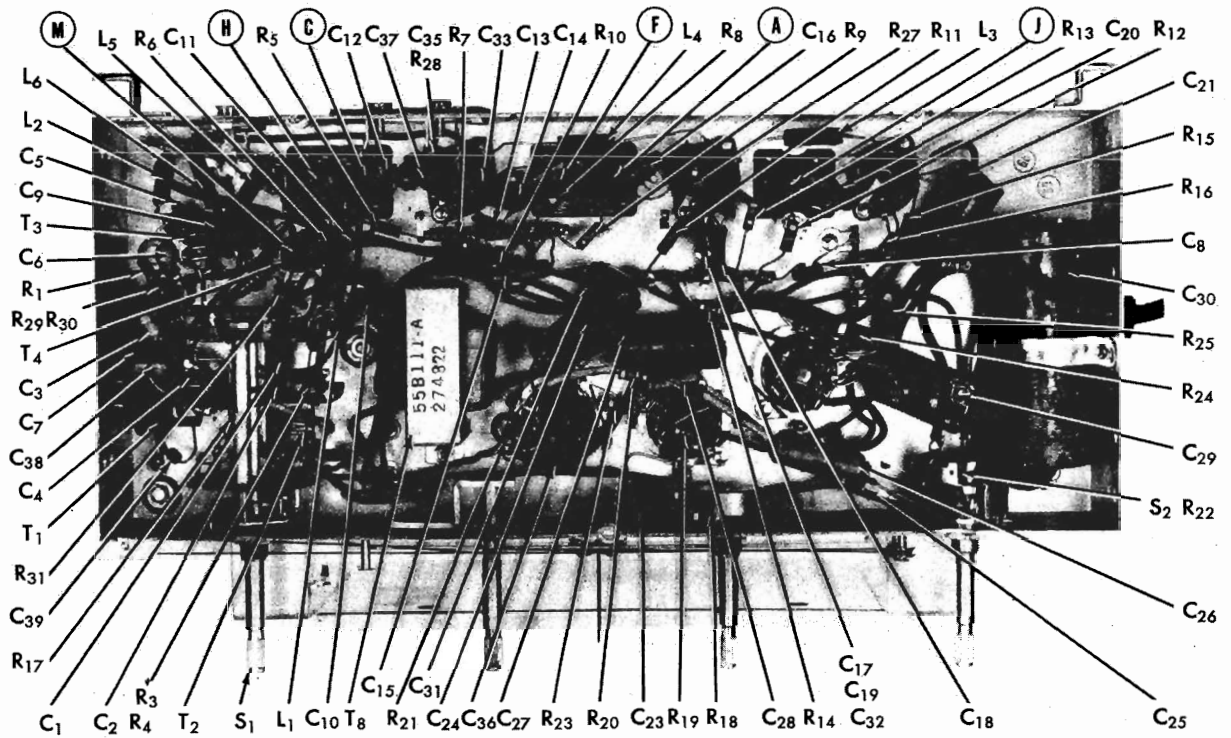 M L5 R6 C11 H R5 C C12 C37 C35 R7 C33 C13 C14 R10 F L4 R8 A C16 R9 R27 R11 L3 J R13 C20 R12
R28
L6
L2
C5
C9
T3
C6
R1
R29 R30
T4
C3
C7
C38
C4
T1
R31
C39
R17
C21
R15
R16
C8
C30
R25
R24
C29
S2 R22
C26
55B111-A
274822
R3 C15 C31 C17
C19
C1 C2 R4 T2 S1 L1 C10 T8 R21 C24 C36 C27 R23 R20 C23 R19 R18 C28 R14 C32 C18 C25